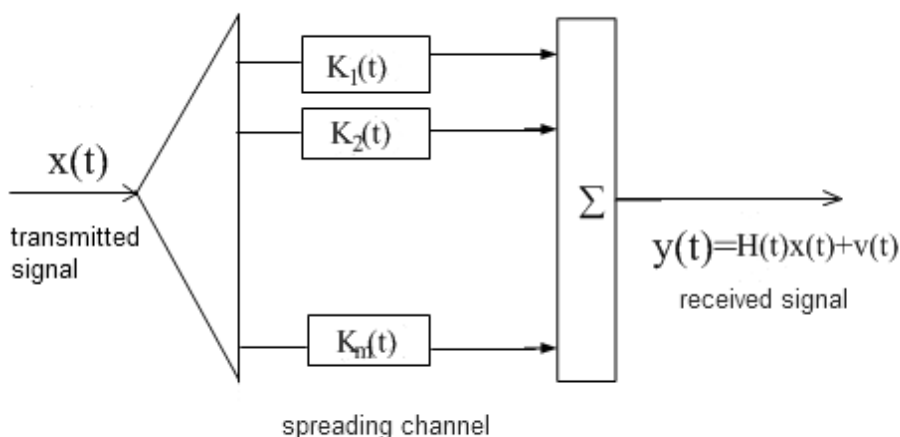 K₁(t)
K₂(t)
x(t)
transmitted
signal
Σ
y(t)=H(t)x(t)+v(t)
received signal
Kₘ(t)
spreading channel